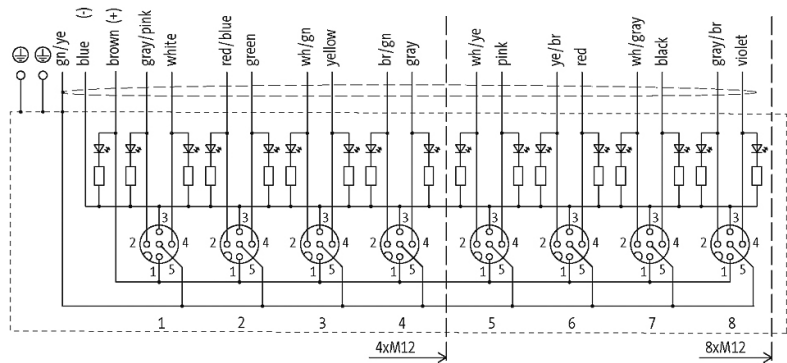 gn/ye
blue (-)
brown (+)
gray/pink
white
red/blue
green
wh/gn
yellow
br/gn
gray
wh/ye
pink
ye/br
red
wh/gray
black
gray/br
violet
3 3 3 3 3 3 3 3
2 4 2 4 2 4 2 4 2 4 2 4 2 4 2 4
1 5 1 5 1 5 1 5 1 5 1 5 1 5 1 5
1 2 3 4 5 6 7 8
4xM12 8xM12